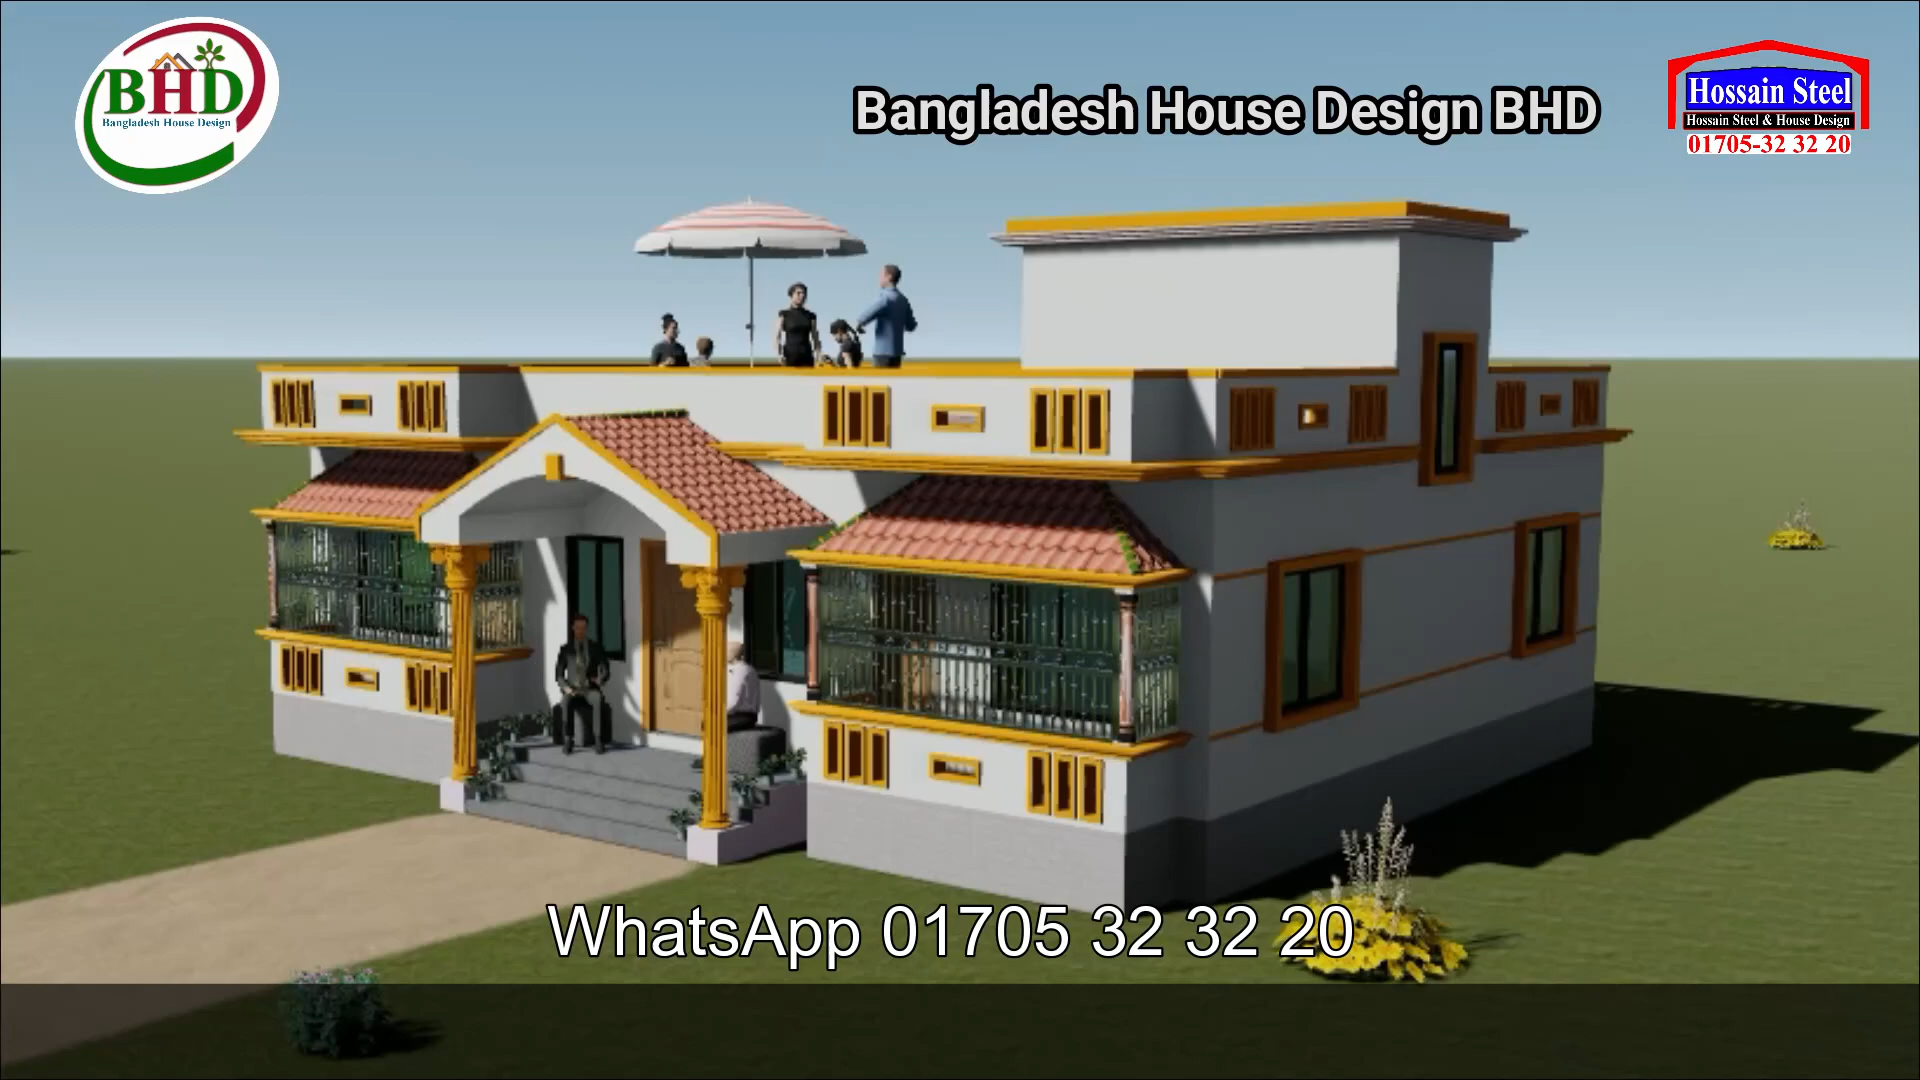 BHD
Bangladesh House Design
Bangladesh House Design BHD
Hossain Steel
Hossain Steel & House Design
01705-32 32 20
WhatsApp 01705 32 32 20